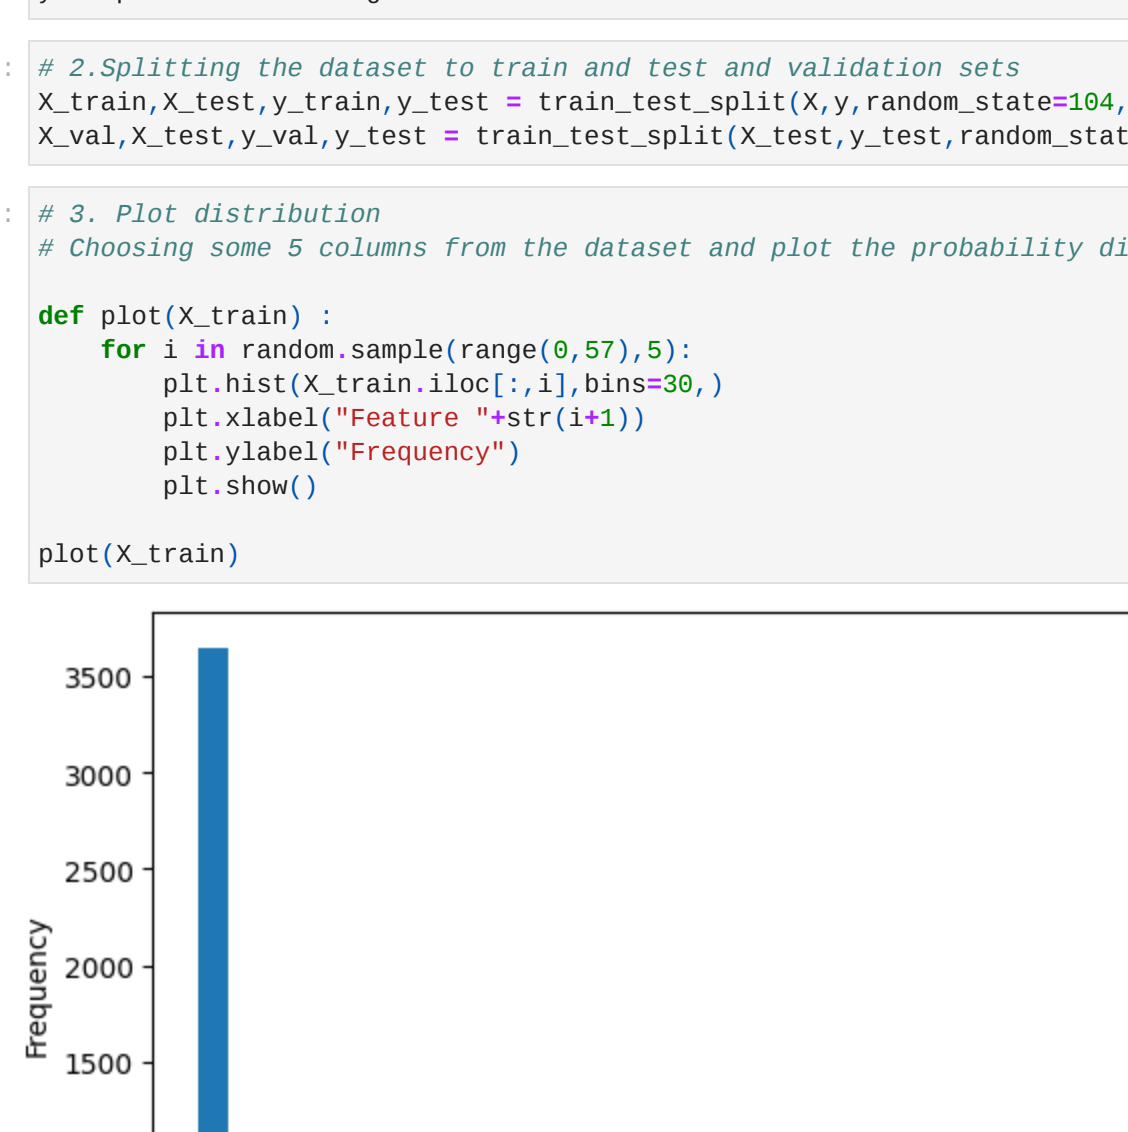 :
# 2.Splitting the dataset to train and test and validation sets
X_train,X_test,y_train,y_test = train_test_split(X,y,random_state=104,
X_val,X_test,y_val,y_test = train_test_split(X_test,y_test,random_stat
:
# 3. Plot distribution
# Choosing some 5 columns from the dataset and plot the probability di
def plot(X_train) :
    for i in random.sample(range(0,57),5):
        plt.hist(X_train.iloc[:,i],bins=30,)
        plt.xlabel("Feature "+str(i+1))
        plt.ylabel("Frequency")
        plt.show()
plot(X_train)
3500
3000
2500
2000
1500
Frequency